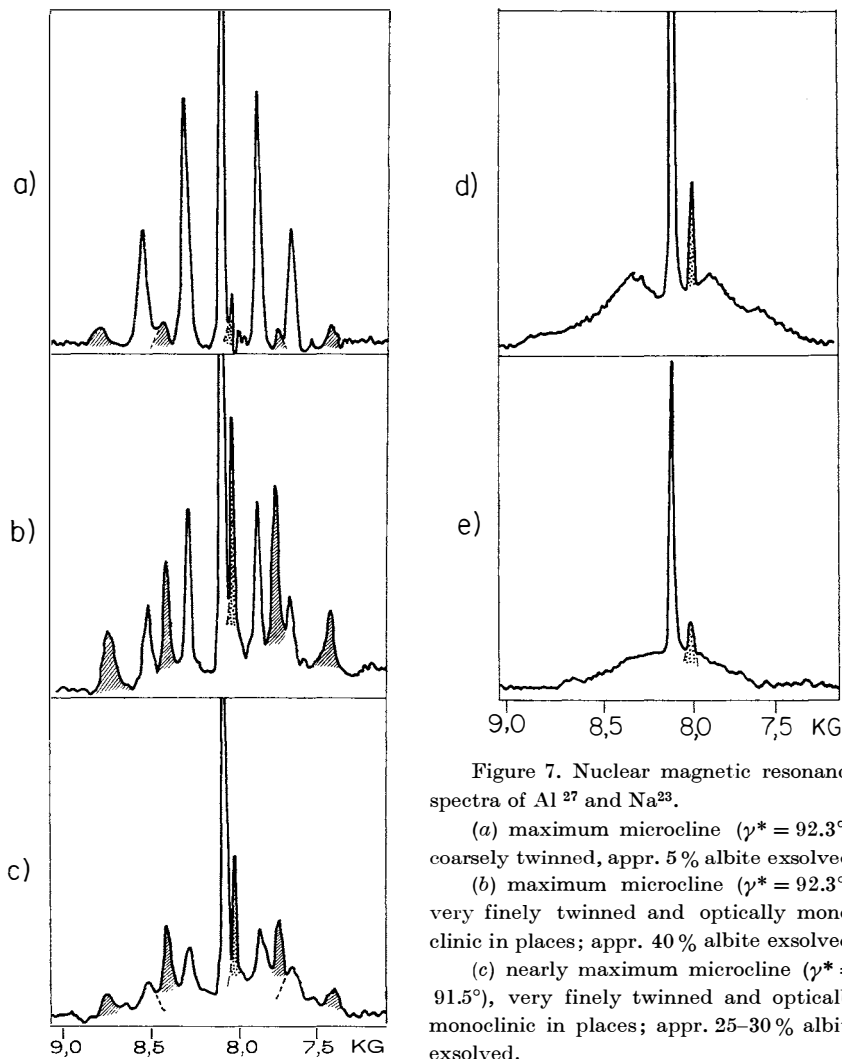 a)
b)
c)
9,0 8,5 8,0 7,5 KG
d)
e)
9,0 8,5 8,0 7,5 KG
Figure 7. Nuclear magnetic resonanc
spectra of Al 27 and Na23.
(a) maximum microcline (γ* = 92.3°
coarsely twinned, appr. 5 % albite exsolved
(b) maximum microcline (γ* = 92.3°
very finely twinned and optically mono
clinic in places; appr. 40 % albite exsolved
(c) nearly maximum microcline (γ* =
91.5°), very finely twinned and opticall
monoclinic in places; appr. 25–30 % albit
exsolved.